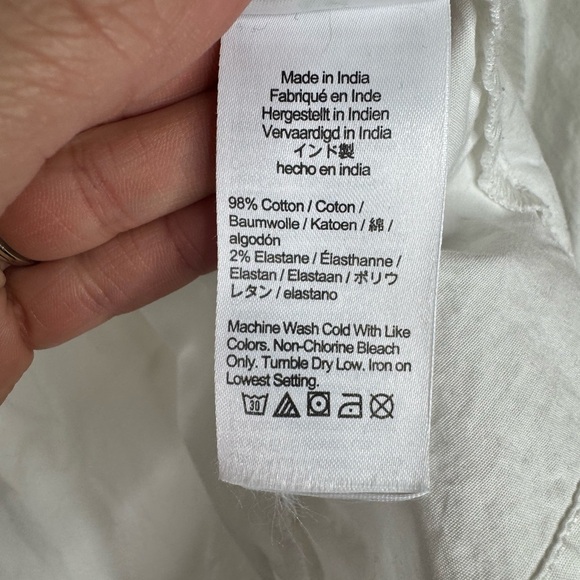 Made in India
Fabriqué en Inde
Hergestellt in Indien
Vervaardigd in India
インド製
hecho en india
98% Cotton / Coton /
Baumwolle / Katoen / 綿 /
algodón
2% Elastane / Élasthanne /
Elastan / Elastaan / ポリウ
レタン / elastano
Machine Wash Cold With Like
Colors. Non-Chlorine Bleach
Only. Tumble Dry Low. Iron on
Lowest Setting.
30